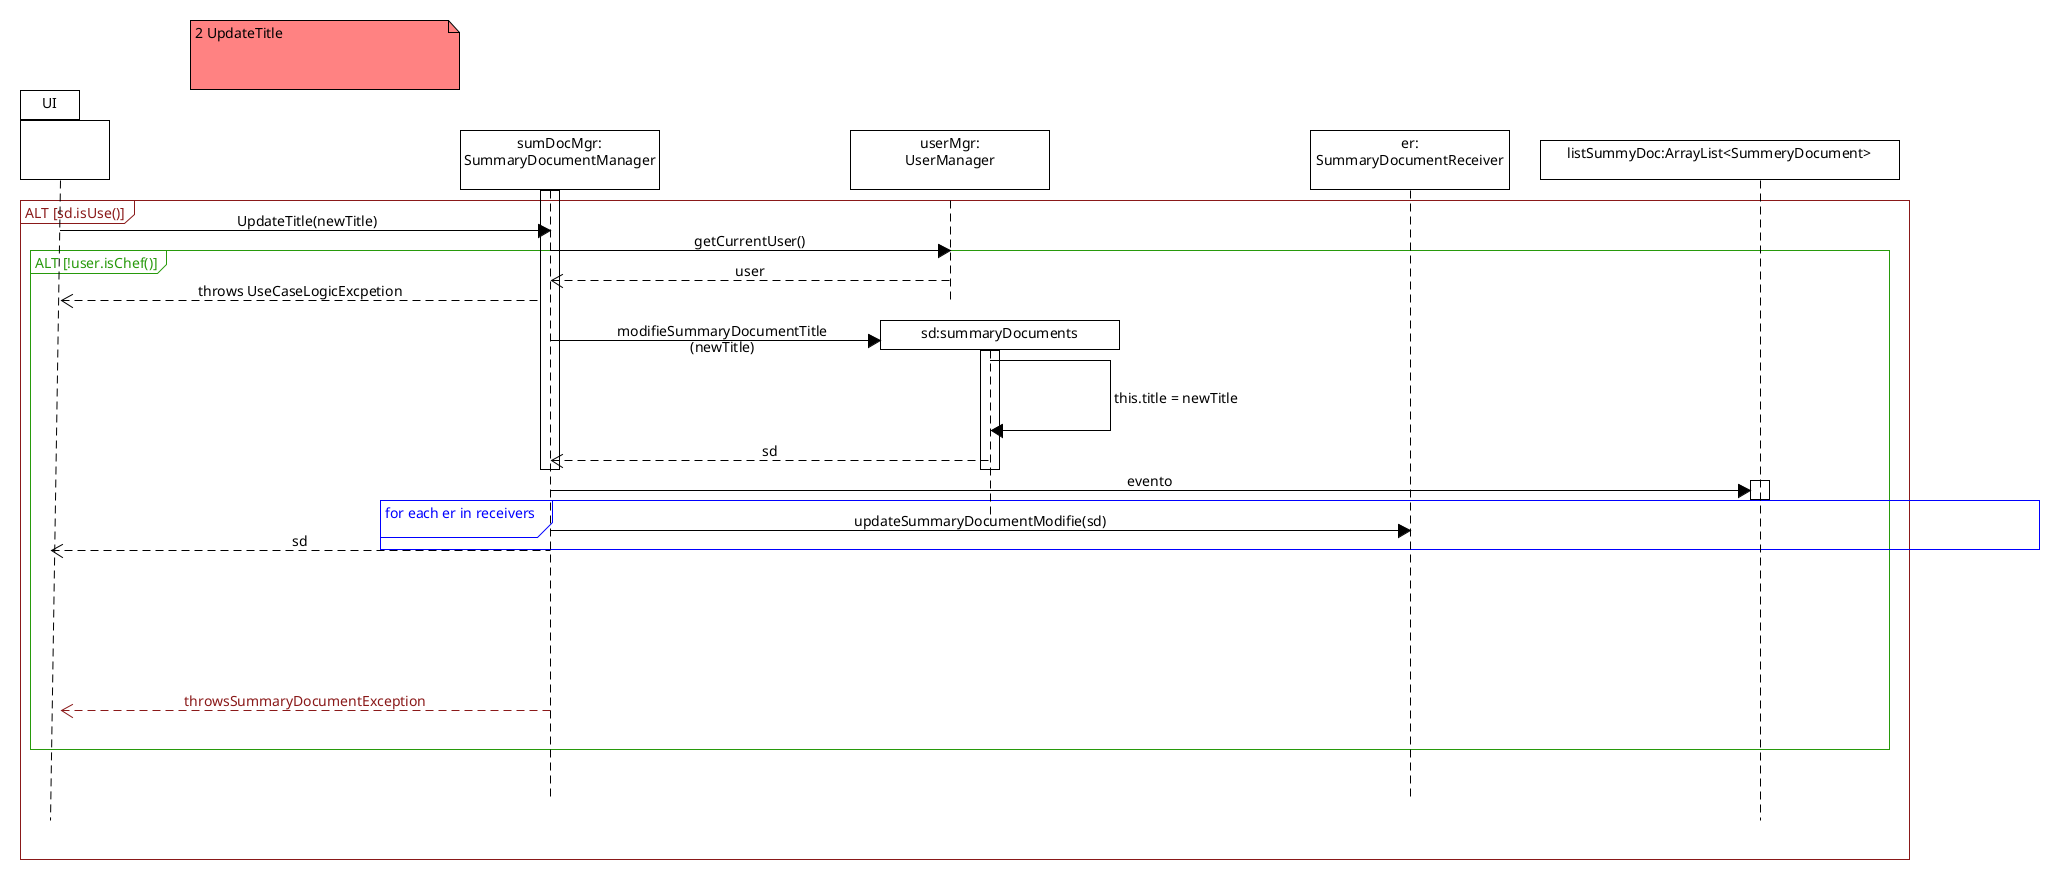 2 UpdateTitle
UI
sumDocMgr:
SummaryDocumentManager
userMgr:
UserManager
er:
SummaryDocumentReceiver
listSummyDoc:ArrayList<SummeryDocument>
ALT [sd.isUse()]
UpdateTitle(newTitle)
getCurrentUser()
ALT [!user.isChef()]
user
throws UseCaseLogicExcpetion
modifieSummaryDocumentTitle
(newTitle)
sd:summaryDocuments
this.title = newTitle
sd
evento
for each er in receivers
updateSummaryDocumentModifie(sd)
sd
throwsSummaryDocumentException